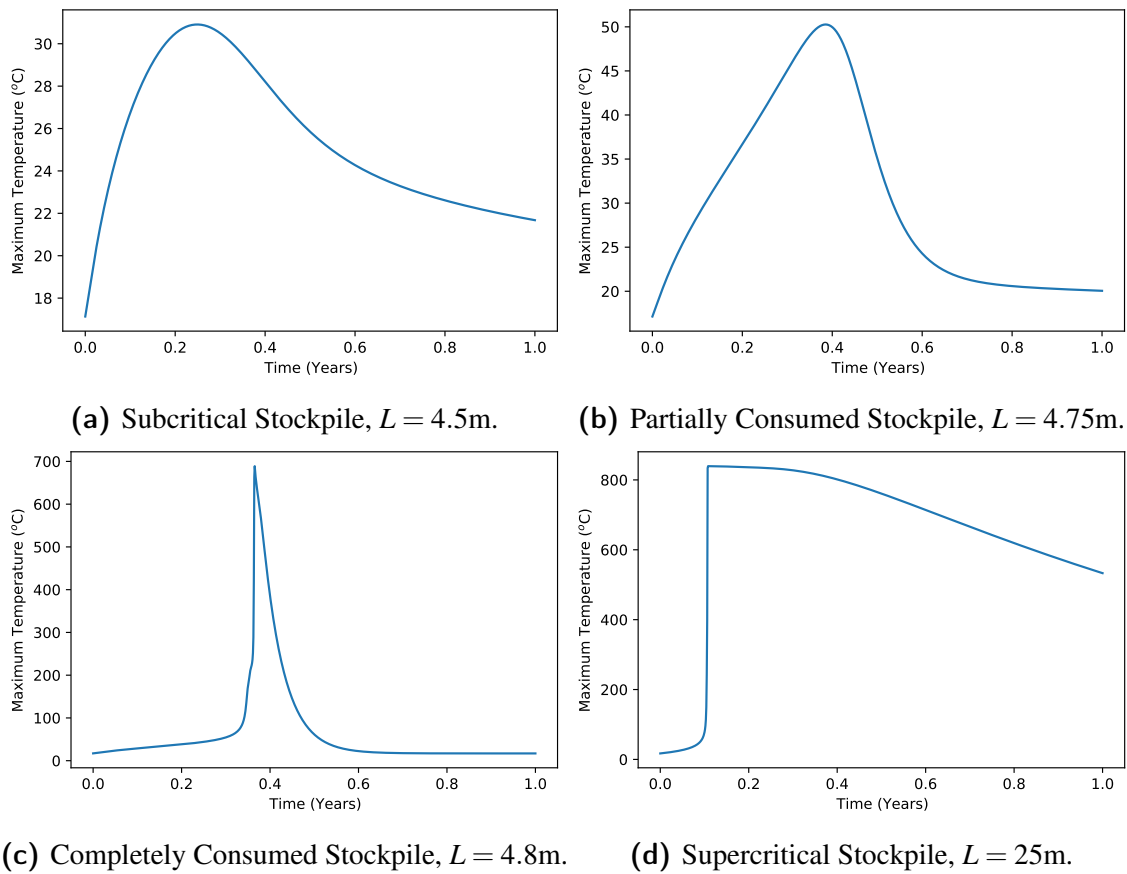 30
28
26
24
22
20
18
Maximum Temperature (°C)
0.0 0.2 0.4 0.6 0.8 1.0
Time (Years)
(a) Subcritical Stockpile, L = 4.5m.
50
45
40
35
30
25
20
Maximum Temperature (°C)
0.0 0.2 0.4 0.6 0.8 1.0
Time (Years)
(b) Partially Consumed Stockpile, L = 4.75m.
700
600
500
400
300
200
100
0
Maximum Temperature (°C)
0.0 0.2 0.4 0.6 0.8 1.0
Time (Years)
(c) Completely Consumed Stockpile, L = 4.8m.
800
600
400
200
0
Maximum Temperature (°C)
0.0 0.2 0.4 0.6 0.8 1.0
Time (Years)
(d) Supercritical Stockpile, L = 25m.